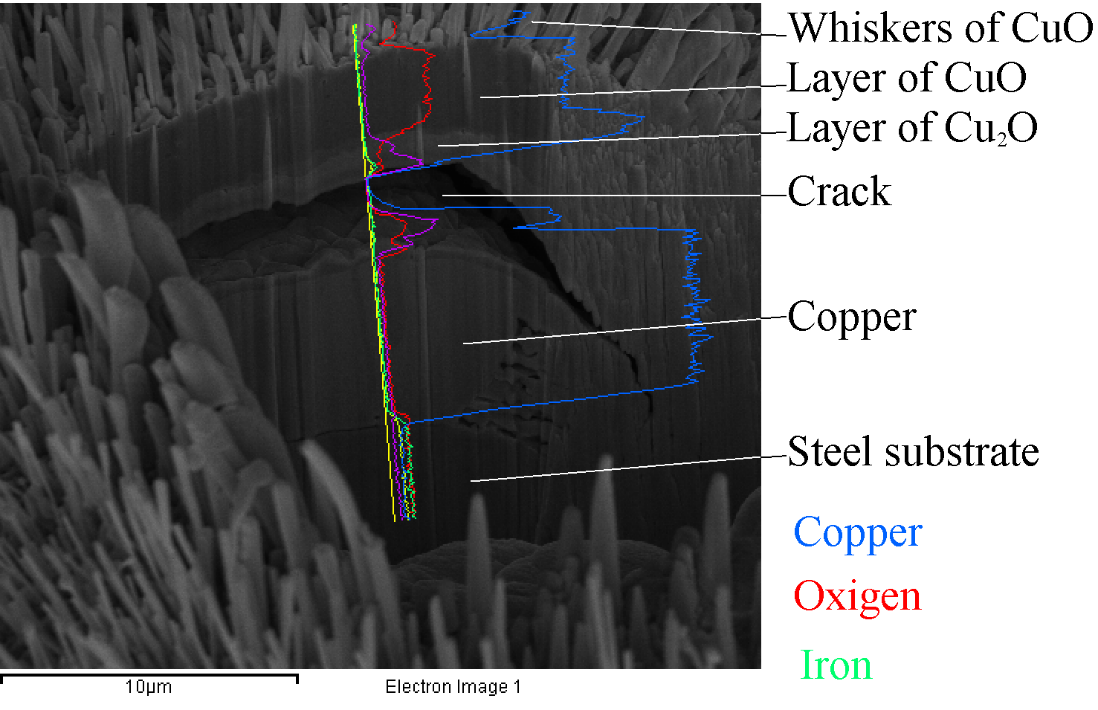 Whiskers of CuO
Layer of CuO
Layer of Cu₂O
Crack
Copper
Steel substrate
Copper
Oxigen
Iron
10µm
Electron Image 1